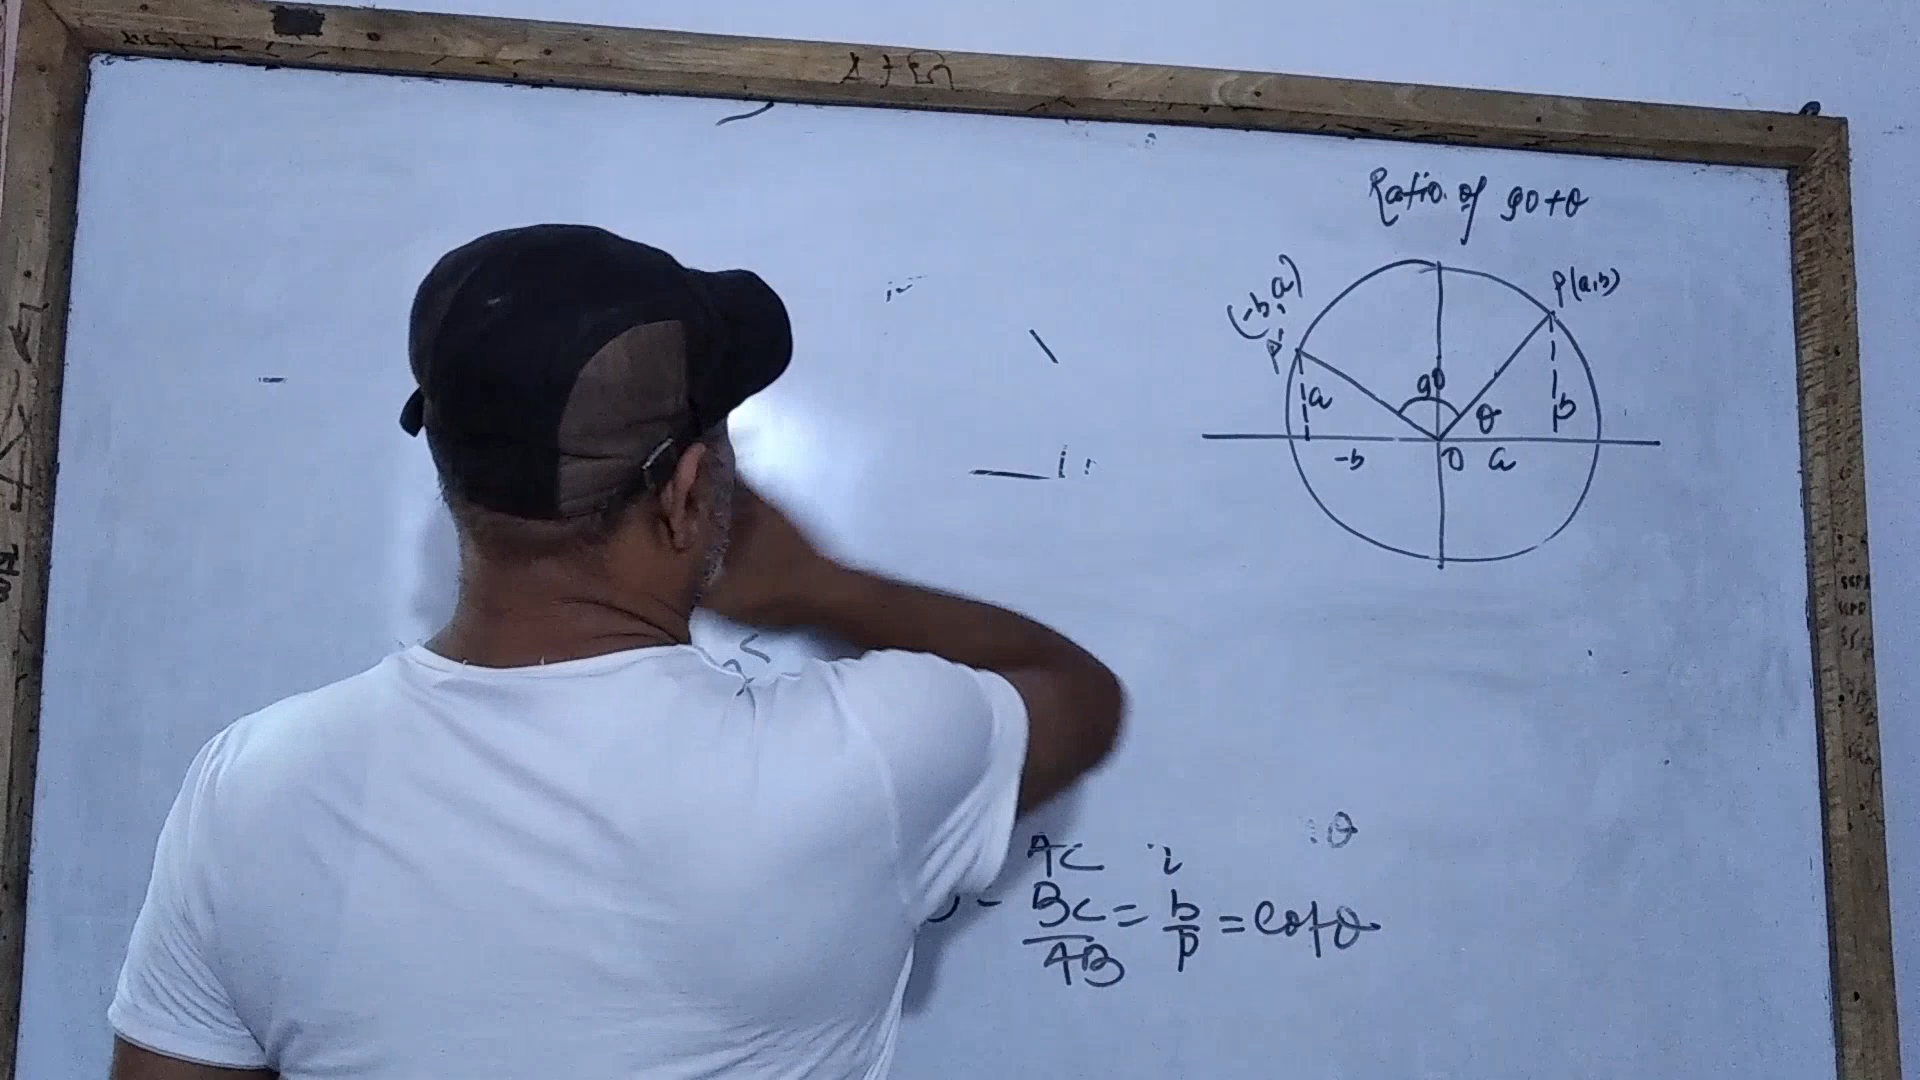 Ratio. of 90+θ
P(a,b)
(-b,a)
P'
90
a
θ
b
-b
O
a
θ
AC
BC = b = cotθ
AB p